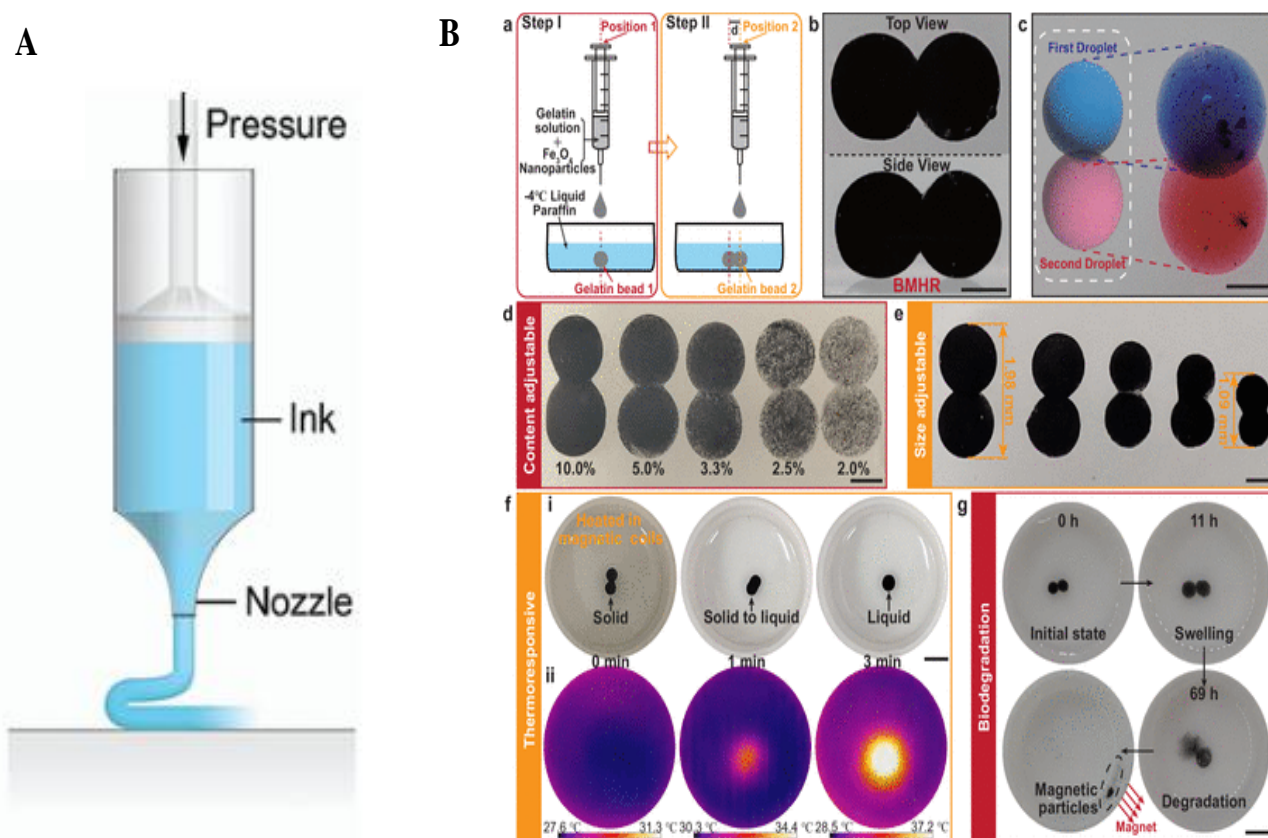 A
Pressure
Ink
Nozzle
B
a
Step I
Position 1
Gelatin
solution
+
Fe3O4
Nanoparticles
-4℃ Liquid
Paraffin
Gelatin bead 1
Step II
d
Position 2
Gelatin bead 2
b
Top View
Side View
BMHR
c
First Droplet
Second Droplet
d
Content adjustable
10.0%
5.0%
3.3%
2.5%
2.0%
e
Size adjustable
1.98 mm
1.09 mm
f
Thermoresponsive
i
Heated in
magnetic coils
Solid
Solid to liquid
Liquid
0 min
1 min
3 min
ii
27.6 ℃
31.3 ℃
30.3 ℃
34.4 ℃
28.5 ℃
37.2 ℃
g
Biodegradation
0 h
11 h
Initial state
Swelling
69 h
Magnetic
particles
Magnet
Degradation